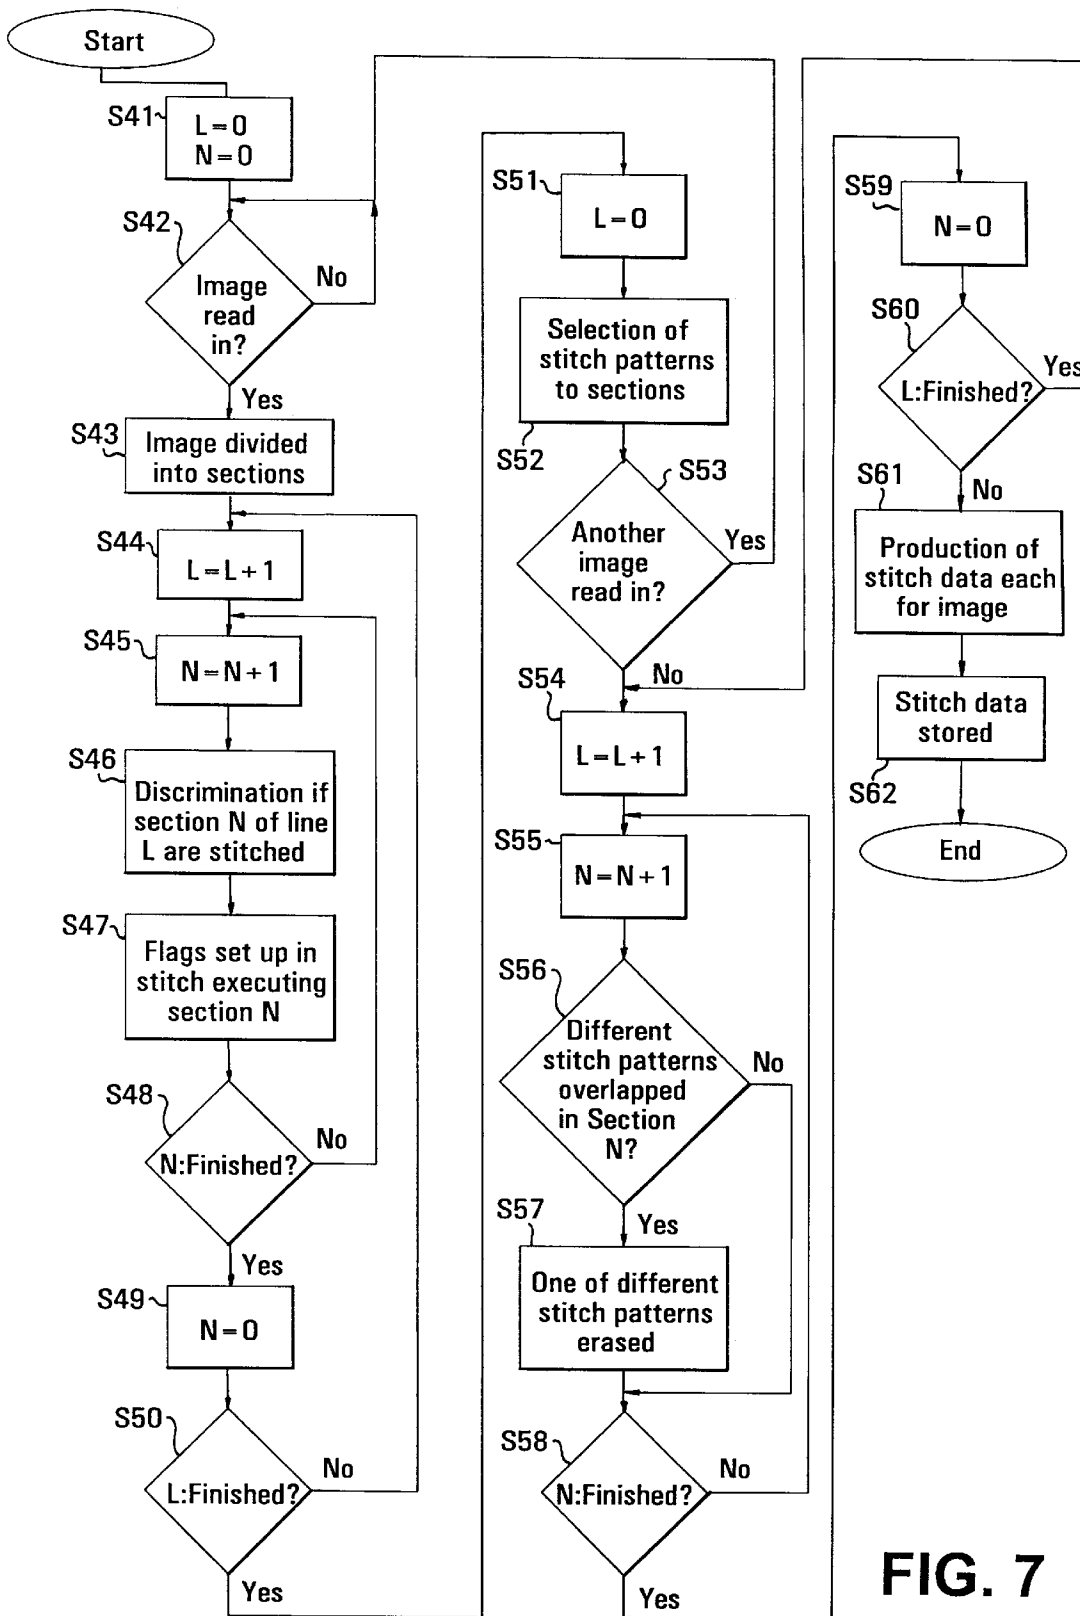 Start
S41
L=0
N=0
S42
Image
read
in?
No
Yes
S43
Image divided
into sections
S44
L=L+1
S45
N=N+1
S46
Discrimination if
section N of line
L are stitched
S47
Flags set up in
stitch executing
section N
S48
N:Finished?
No
Yes
S49
N=0
S50
L:Finished?
No
Yes
S51
L=0
Selection of
stitch patterns
to sections
S52
S53
Another
image
read in?
Yes
No
S54
L=L+1
S55
N=N+1
S56
Different
stitch patterns
overlapped
in Section
N?
No
Yes
S57
One of different
stitch patterns
erased
S58
N:Finished?
No
Yes
S59
N=0
S60
L:Finished?
Yes
No
S61
Production of
stitch data each
for image
Stitch data
stored
S62
End
FIG. 7